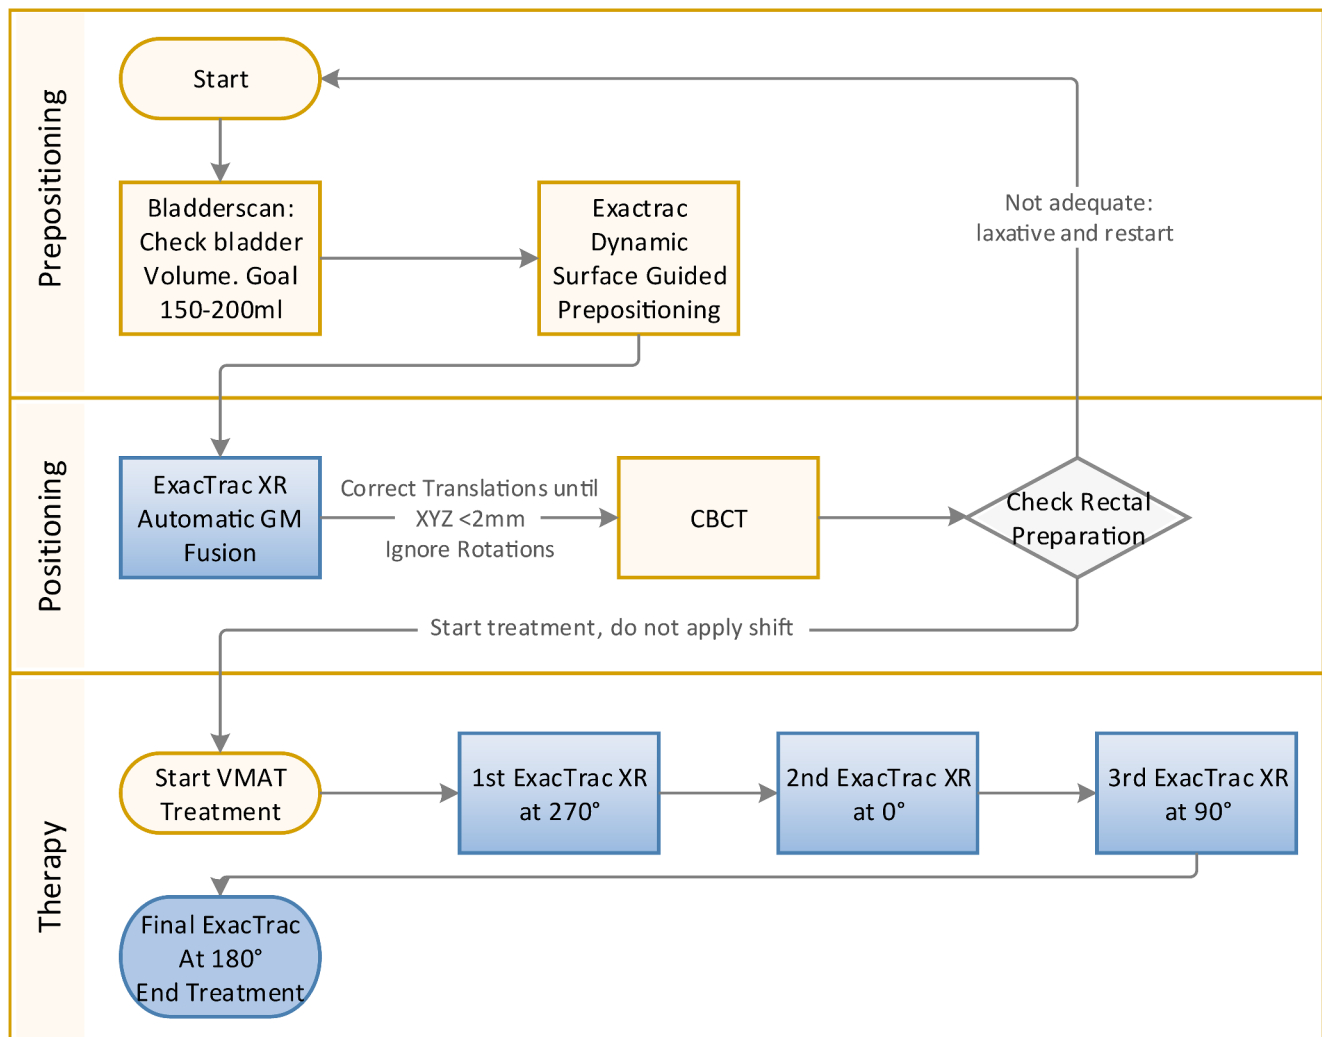 Prepositioning
Start
Bladderscan:
Check bladder
Volume. Goal
150-200ml
Exactrac
Dynamic
Surface Guided
Prepositioning
Not adequate:
laxative and restart
Positioning
ExacTrac XR
Automatic GM
Fusion
Correct Translations until
XYZ <2mm
Ignore Rotations
CBCT
Check Rectal
Preparation
Start treatment, do not apply shift
Therapy
Start VMAT
Treatment
1st ExacTrac XR
at 270°
2nd ExacTrac XR
at 0°
3rd ExacTrac XR
at 90°
Final ExacTrac
At 180°
End Treatment